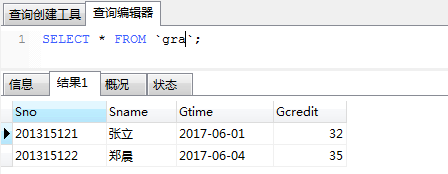 查询创建工具 查询编辑器
1 SELECT * FROM `gra`;
信息 结果1 概况 状态
Sno Sname Gtime Gcredit
201315121 张立 2017-06-01 32
201315122 郑晨 2017-06-04 35